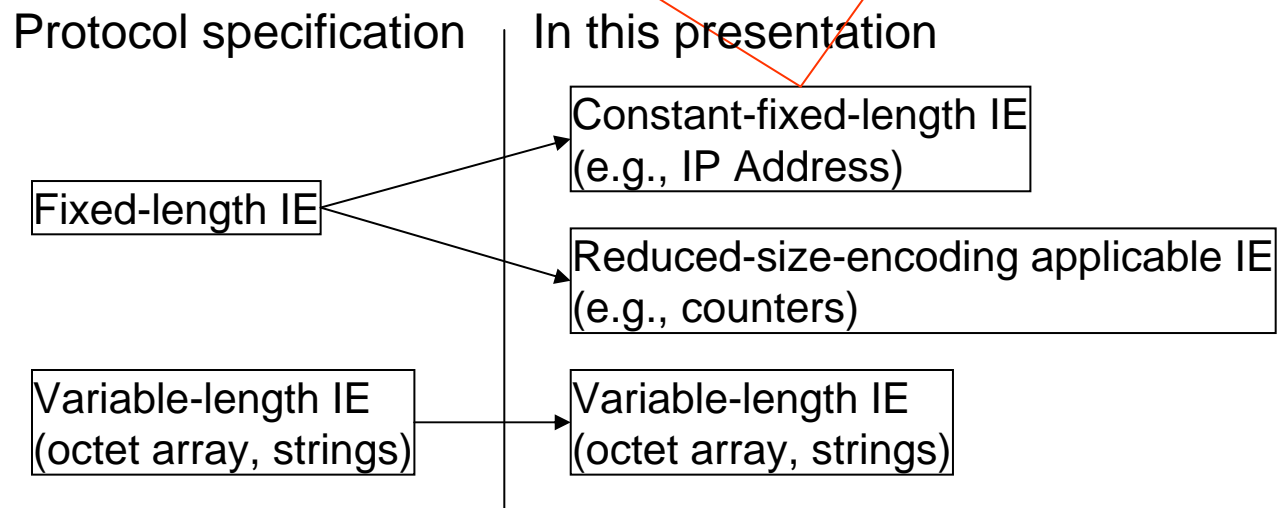 Protocol specification
In this presentation
Constant-fixed-length IE
(e.g., IP Address)
Fixed-length IE
Reduced-size-encoding applicable IE
(e.g., counters)
Variable-length IE
(octet array, strings)
Variable-length IE
(octet array, strings)